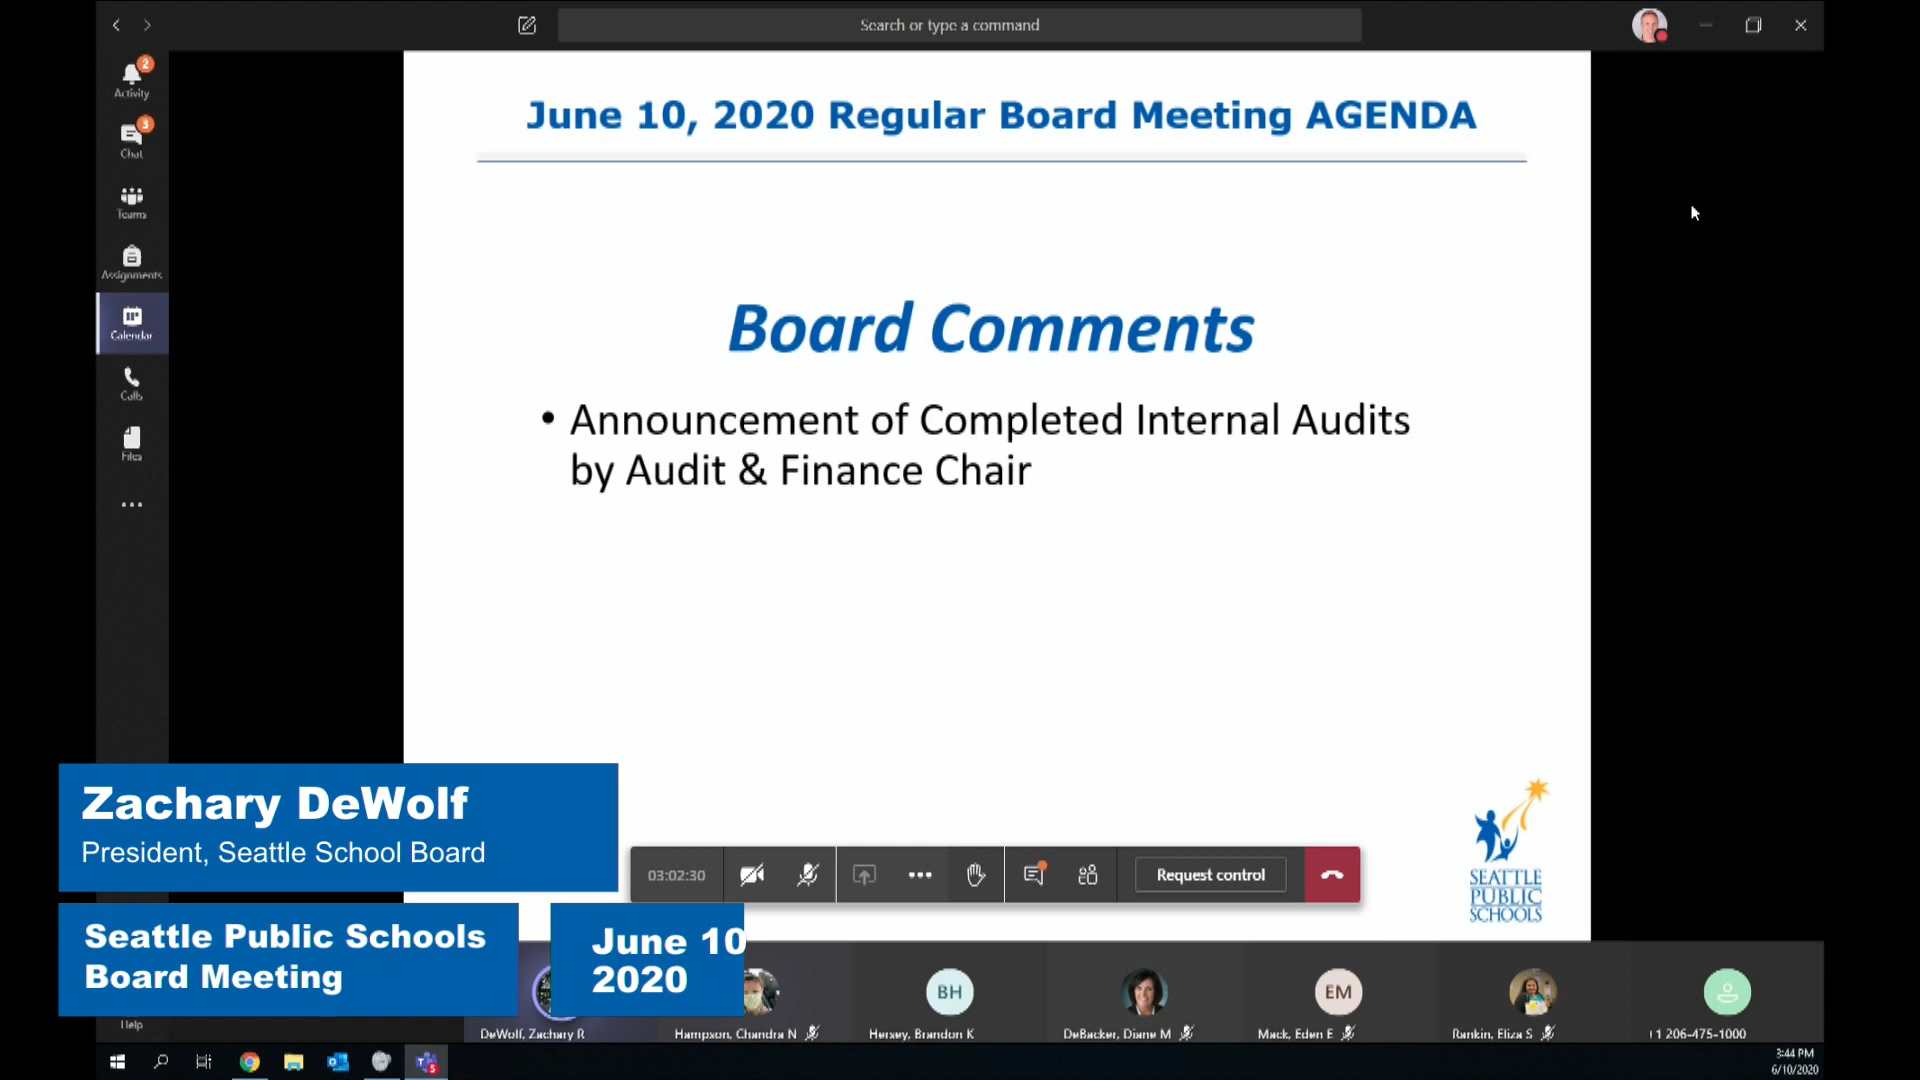 Search or type a command
2
Activity
3
Chat
Teams
Assignments
Calendar
Calls
Files
Help
June 10, 2020 Regular Board Meeting AGENDA
Board Comments
• Announcement of Completed Internal Audits
by Audit & Finance Chair
SEATTLE
PUBLIC
SCHOOLS
Zachary DeWolf
President, Seattle School Board
03:02:30
Request control
Seattle Public Schools
Board Meeting
June 10
2020
BH
EM
DeWolf, Zachary R
Hampson, Chandra N
Hersey, Brandon K
DeBacker, Diane M
Mack, Eden E
Rankin, Eliza S
+1 206-475-1000
5
3:44 PM
6/10/2020